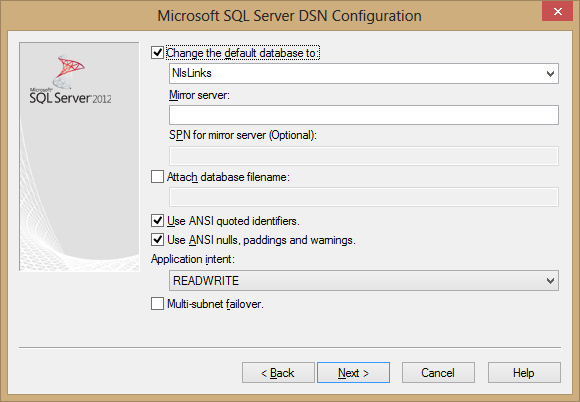 Microsoft SQL Server DSN Configuration
Microsoft
SQL Server 2012
Change the default database to:
NlsLinks
Mirror server:
SPN for mirror server (Optional):
Attach database filename:
Use ANSI quoted identifiers.
Use ANSI nulls, paddings and warnings.
Application intent:
READWRITE
Multi-subnet failover.
< Back
Next >
Cancel
Help